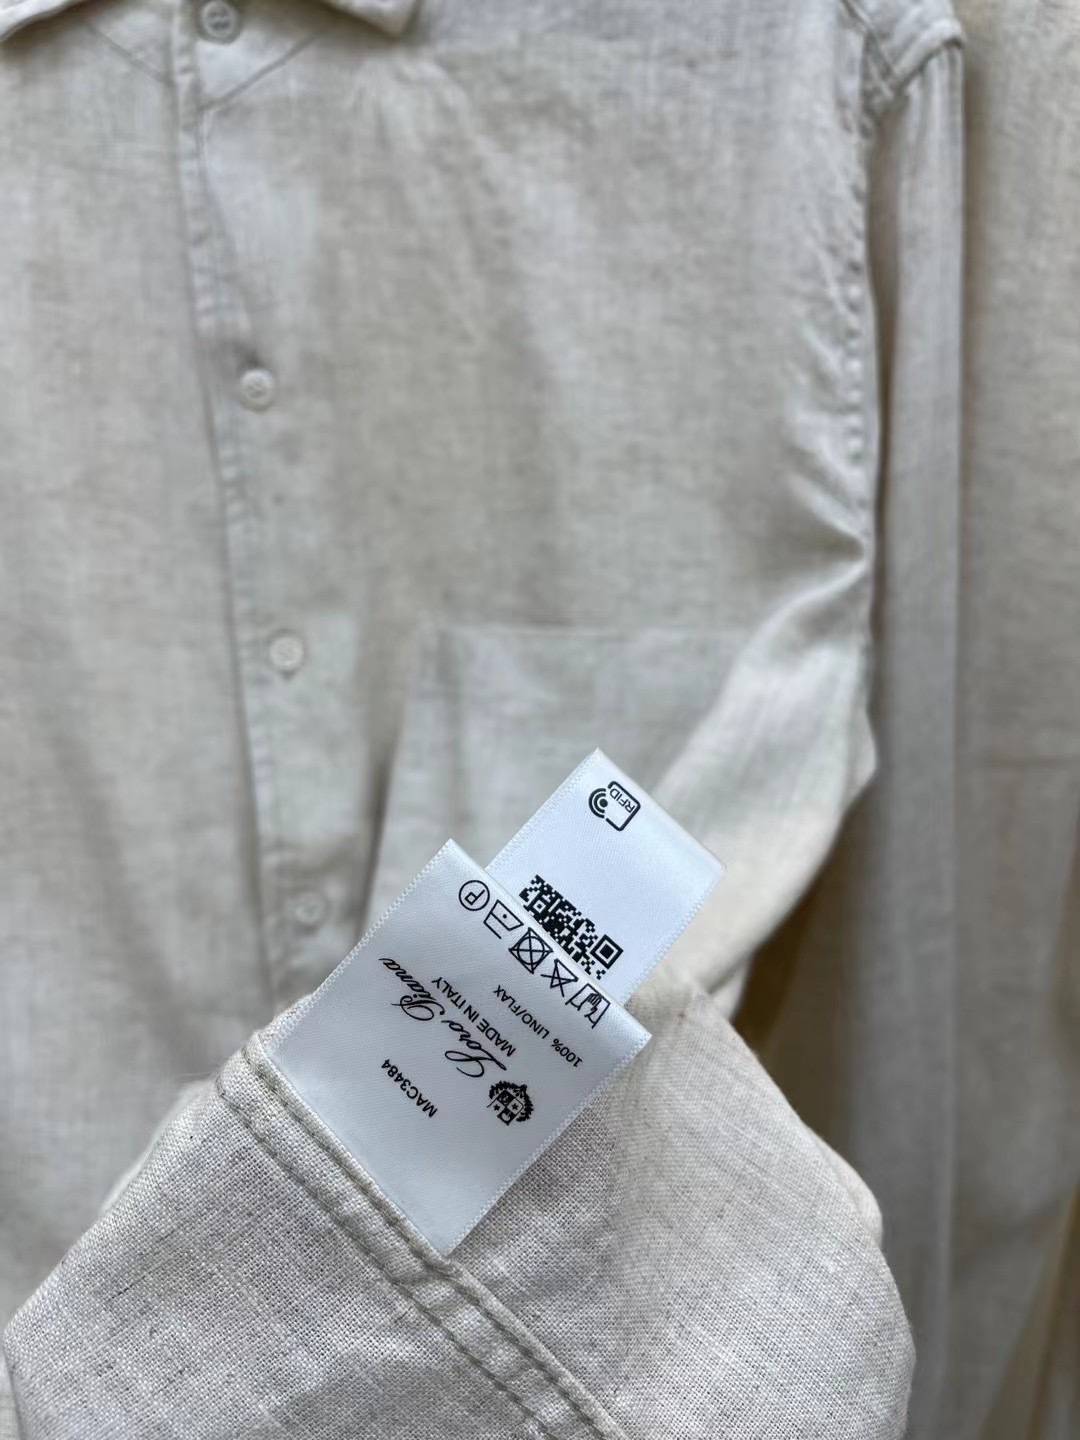 RFID
P
Loro Piana
MADE IN ITALY
100% LINO/FLAX
MAC3484